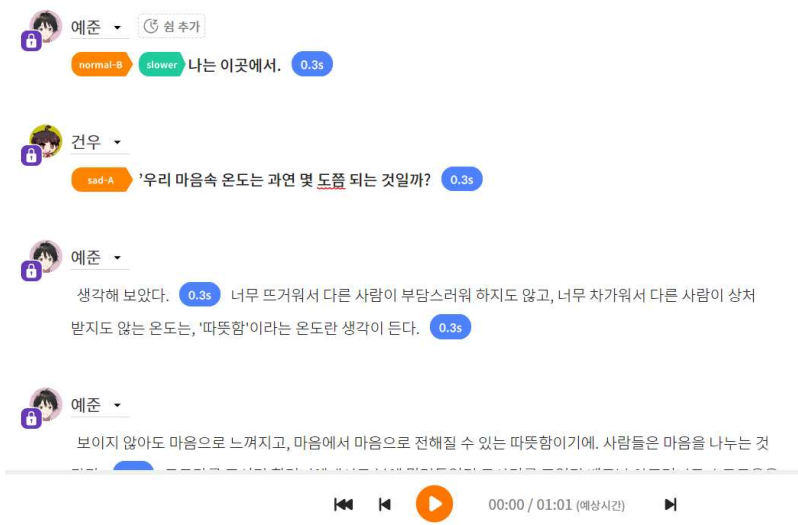 예준
쉼 추가
normal-B slower 나는 이곳에서. 0.3s
건우
sad-A '우리 마음속 온도는 과연 몇 도쯤 되는 것일까? 0.3s
예준
생각해 보았다. 0.3s 너무 뜨거워서 다른 사람이 부담스러워 하지도 않고, 너무 차가워서 다른 사람이 상처
받지도 않는 온도는, '따뜻함'이라는 온도란 생각이 든다. 0.3s
예준
보이지 않아도 마음으로 느껴지고, 마음에서 마음으로 전해질 수 있는 따뜻함이기에. 사람들은 마음을 나누는 것
00:00 / 01:01 (예상시간)